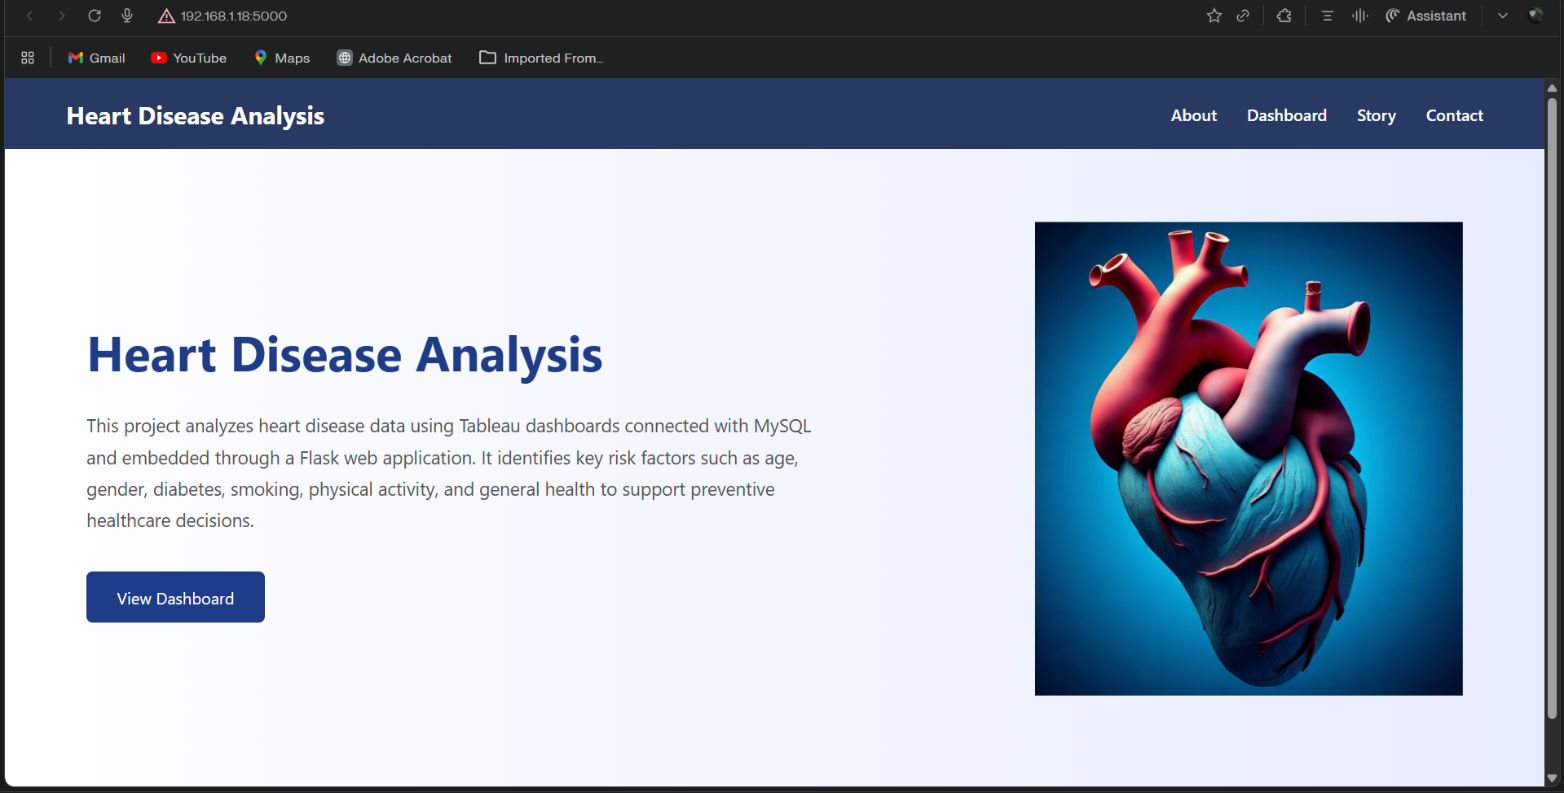 192.168.1.18:5000
Assistant
Gmail
YouTube
Maps
Adobe Acrobat
Imported From...
Heart Disease Analysis
About
Dashboard
Story
Contact
Heart Disease Analysis
This project analyzes heart disease data using Tableau dashboards connected with MySQL
and embedded through a Flask web application. It identifies key risk factors such as age,
gender, diabetes, smoking, physical activity, and general health to support preventive
healthcare decisions.
View Dashboard